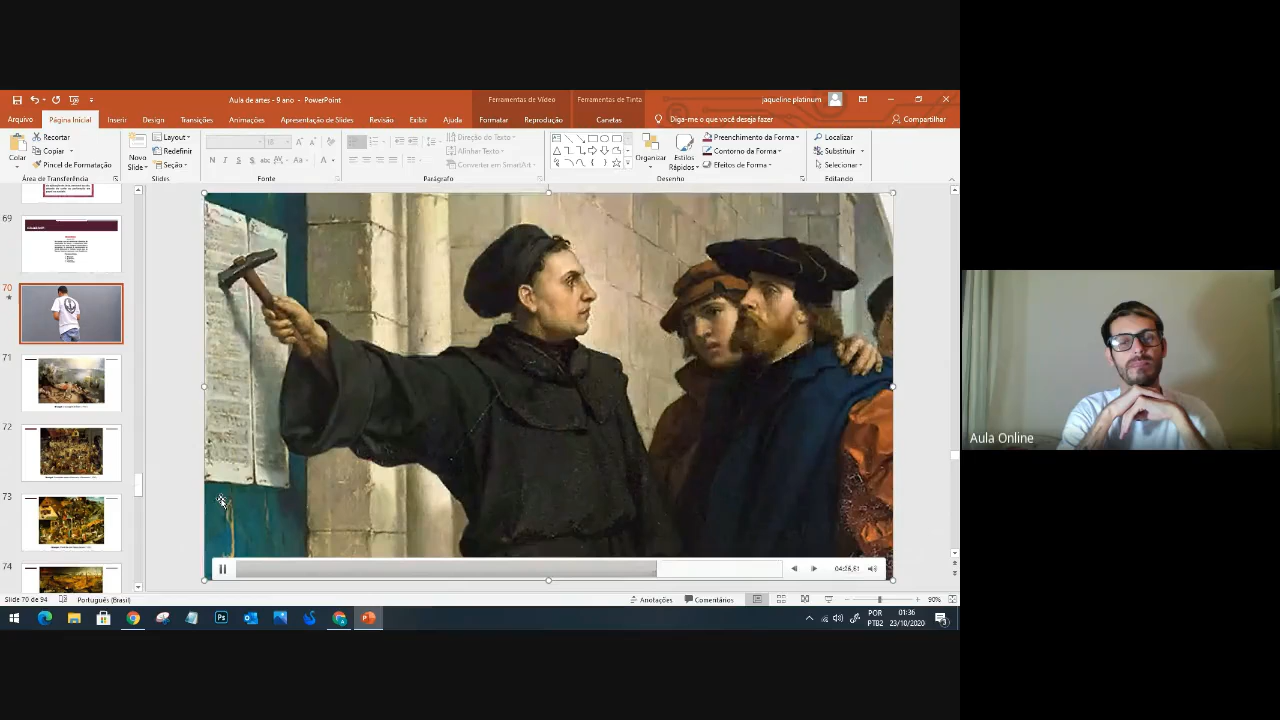 Aula de artes - 9 ano - PowerPoint
Ferramentas de Vídeo
Ferramentas de Tinta
jaqueline platinum
Arquivo
Página Inicial
Inserir
Design
Transições
Animações
Apresentação de Slides
Revisão
Exibir
Ajuda
Formatar
Reprodução
Canetas
Diga-me o que você deseja fazer
Compartilhar
Colar
Recortar
Copiar
Pincel de Formatação
Área de Transferência
Novo
Slide
Layout
Redefinir
Seção
Slides
18
N I S
Aa
A
Fonte
Direção do Texto
Alinhar Texto
Converter em SmartArt
Parágrafo
Organizar
Estilos
Rápidos
Preenchimento da Forma
Contorno da Forma
Efeitos de Forma
Desenho
Localizar
Substituir
Selecionar
Editando
69
70
71
72
73
74
Aula Online
Slide 70 de 94
Português (Brasil)
Anotações
Comentários
90%
Ps
POR
PTB2
01:36
23/10/2020